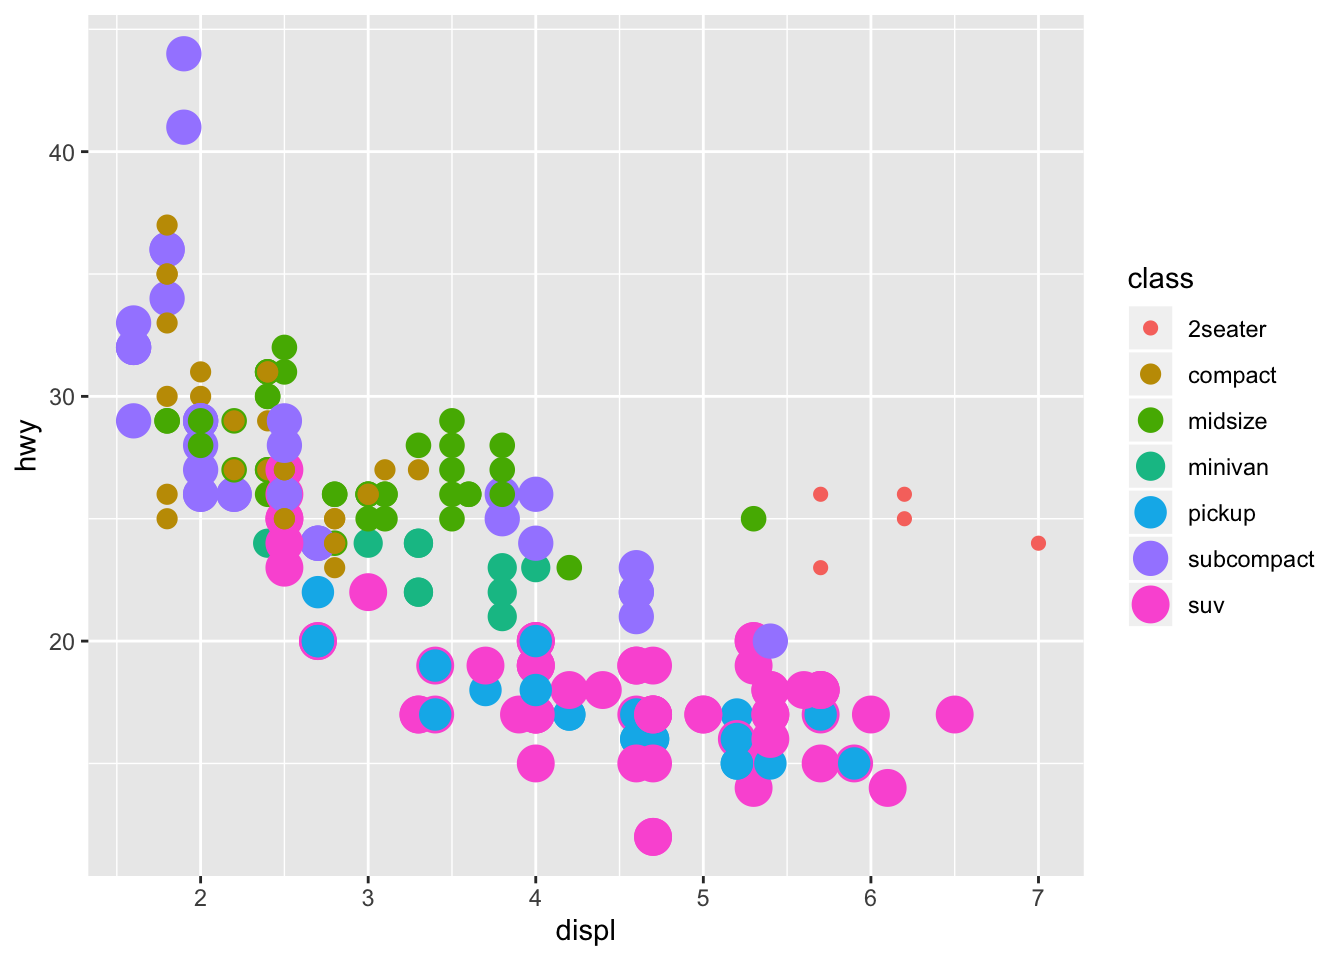 hwy
40
30
20
2 3 4 5 6 7
displ
class
2seater
compact
midsize
minivan
pickup
subcompact
suv